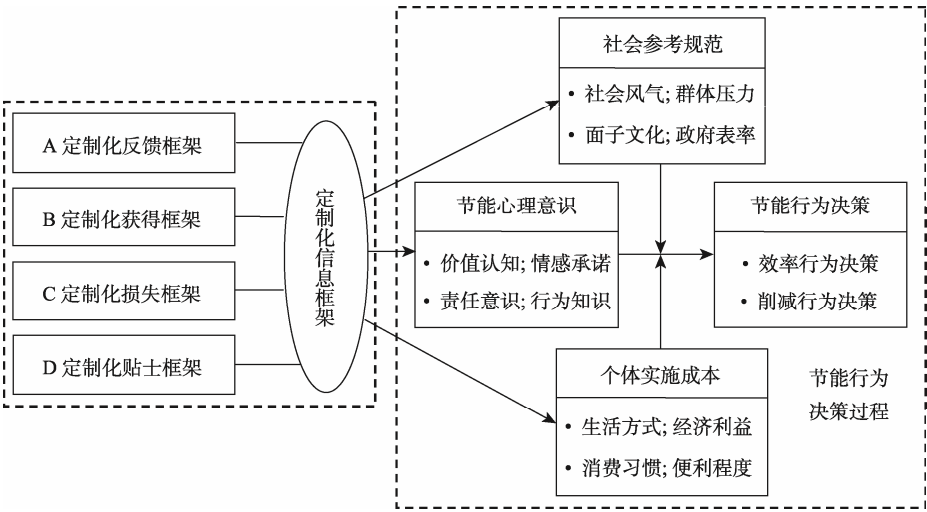 A 定制化反馈框架
B 定制化获得框架
C 定制化损失框架
D 定制化贴士框架
定制化信息框架
社会参考规范
• 社会风气; 群体压力
• 面子文化; 政府表率
节能心理意识
• 价值认知; 情感承诺
• 责任意识; 行为知识
节能行为决策
• 效率行为决策
• 削减行为决策
个体实施成本
• 生活方式; 经济利益
• 消费习惯; 便利程度
节能行为
决策过程